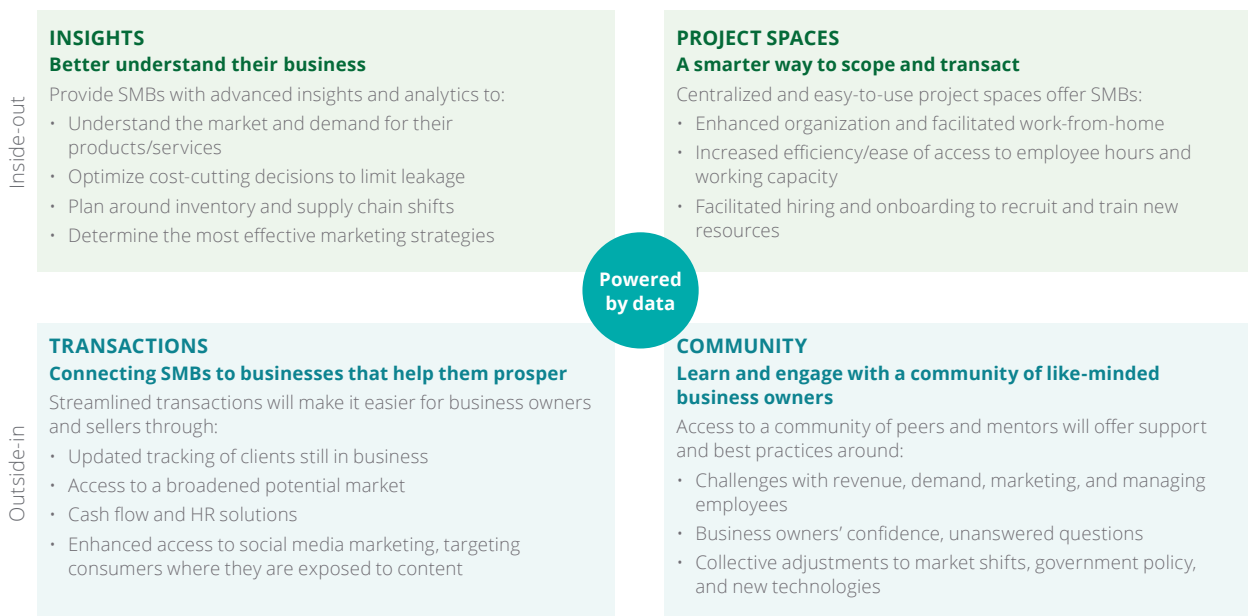 Inside-out
INSIGHTS
Better understand their business
Provide SMBs with advanced insights and analytics to:
• Understand the market and demand for their
products/services
• Optimize cost-cutting decisions to limit leakage
• Plan around inventory and supply chain shifts
• Determine the most effective marketing strategies
PROJECT SPACES
A smarter way to scope and transact
Centralized and easy-to-use project spaces offer SMBs:
• Enhanced organization and facilitated work-from-home
• Increased efficiency/ease of access to employee hours and
working capacity
• Facilitated hiring and onboarding to recruit and train new
resources
Powered
by data
Outside-in
TRANSACTIONS
Connecting SMBs to businesses that help them prosper
Streamlined transactions will make it easier for business owners
and sellers through:
• Updated tracking of clients still in business
• Access to a broadened potential market
• Cash flow and HR solutions
• Enhanced access to social media marketing, targeting
consumers where they are exposed to content
COMMUNITY
Learn and engage with a community of like-minded
business owners
Access to a community of peers and mentors will offer support
and best practices around:
• Challenges with revenue, demand, marketing, and managing
employees
• Business owners’ confidence, unanswered questions
• Collective adjustments to market shifts, government policy,
and new technologies